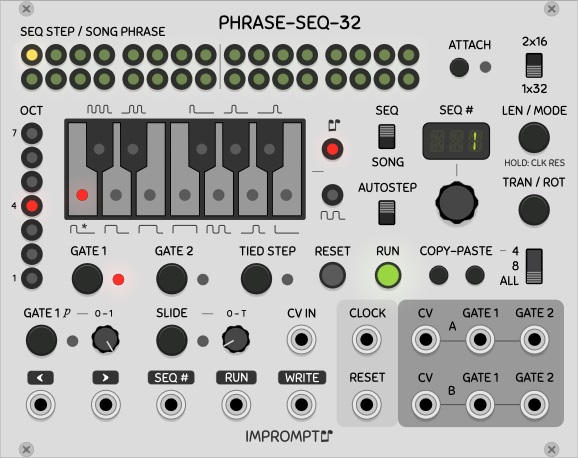 PHRASE-SEQ-32
SEQ STEP / SONG PHRASE
ATTACH
2x16
1x32
OCT
7
4
1
SEQ
SONG
SEQ #
1
LEN / MODE
HOLD: CLK RES
AUTOSTEP
TRAN / ROT
*
GATE 1
GATE 2
TIED STEP
RESET
RUN
COPY-PASTE
4
8
ALL
GATE 1 p
0-1
SLIDE
0-T
CV IN
CLOCK
CV
GATE 1
GATE 2
A
<
>
SEQ #
RUN
WRITE
RESET
CV
GATE 1
GATE 2
B
IMPROMPTU